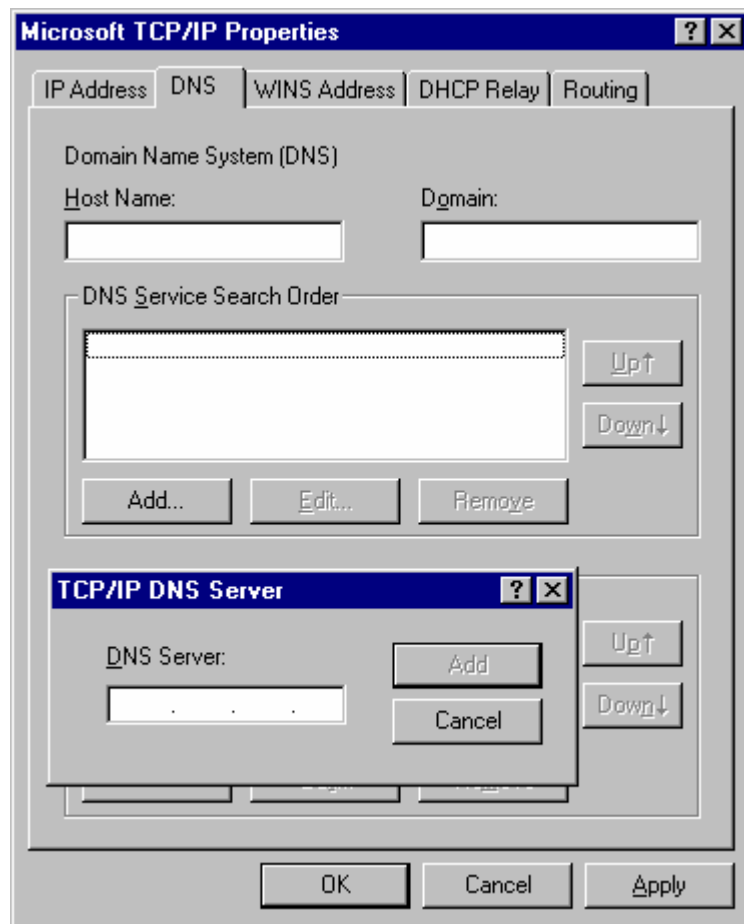 Microsoft TCP/IP Properties
IP Address DNS WINS Address DHCP Relay Routing
Domain Name System (DNS)
Host Name: Domain:
DNS Service Search Order
Up↑
Down↓
Add... Edit... Remove
TCP/IP DNS Server
DNS Server:
. . .
Add
Cancel
Up↑
Down↓
OK Cancel Apply